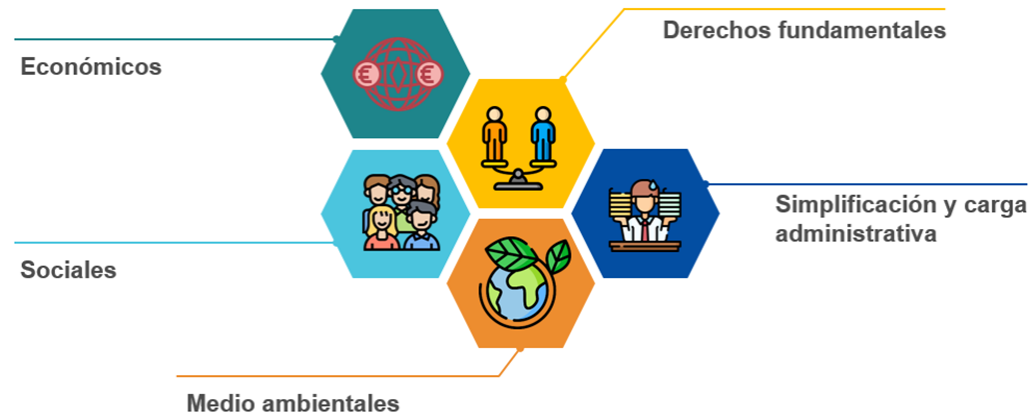 Derechos fundamentales
Económicos
€ €
Simplificación y carga
administrativa
Sociales
Medio ambientales